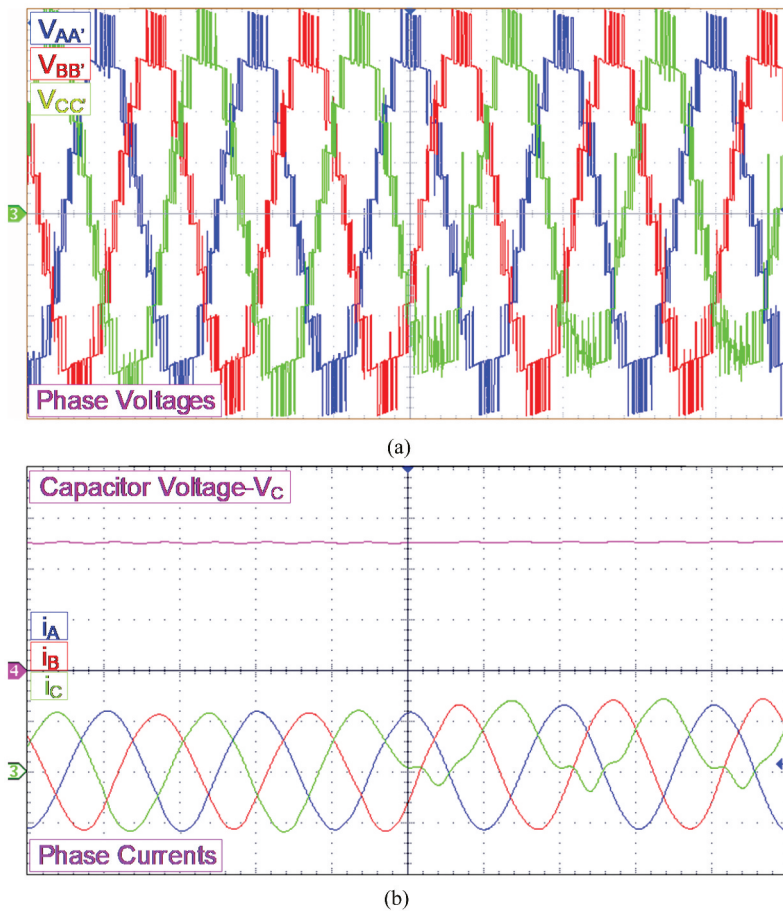 VAA'
VBB'
VCC'
3
Phase Voltages
(a)
Capacitor Voltage-VC
iA
iB
4
iC
3
Phase Currents
(b)